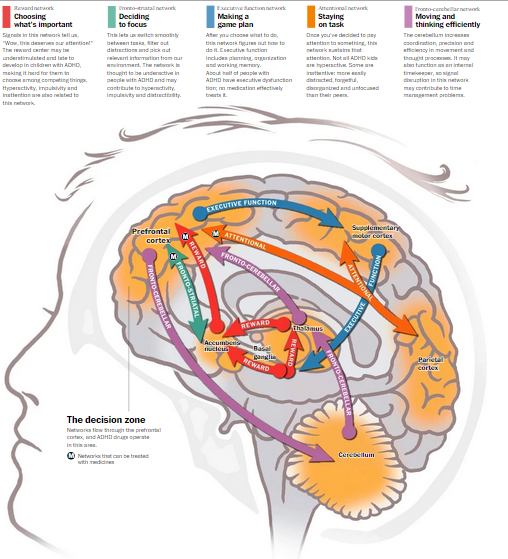 Reward network
Choosing
what's important
Signals in this network tell us,
"Wow, this deserves our attention!"
The reward center may be
understimulated and late to
develop in children with ADHD,
making it hard for them to
choose among competing things.
Hyperactivity, impulsivity and
inattention are also related to
this network.
Fronto-striatal network
Deciding
to focus
This lets us switch smoothly
between tasks, filter out
distractions and pick out
relevant information from our
environment. The network is
thought to be underactive in
people with ADHD and may
contribute to hyperactivity,
impulsivity and distractibility.
Executive function network
Making a
game plan
After you choose what to do,
this network figures out how to
do it. Executive function
includes planning, organization
and working memory.
About half of people with
ADHD have executive dysfunction
; no medication effectively
treats it.
Attentional network
Staying
on task
Once you've decided to pay
attention to something, this
network sustains that
attention. Not all ADHD kids
are hyperactive. Some are
inattentive: more easily
distracted, forgetful,
disorganized and unfocused
than their peers.
Fronto-cerebellar network
Moving and
thinking efficiently
The cerebellum increases
coordination, precision and
efficiency in movement and
thought processes. It may
also function as an internal
timekeeper, so signal
disruption in this network
may contribute to time
management problems.
EXECUTIVE FUNCTION
Prefrontal
cortex
M
M
ATTENTIONAL
Supplementary
motor cortex
REWARD
M
FRONTO-CEREBELLAR
FRONTO-STRIATAL
FRONTO-CEREBELLAR
ATTENTIONAL
EXECUTIVE FUNCTION
REWARD
Thalamus
Accumbens
nucleus
Basal
ganglia
REWARD
REWARD
FRONTO-CEREBELLAR
Parietal
cortex
The decision zone
Networks flow through the prefrontal
cortex, and ADHD drugs operate
in this area.
M Networks that can be treated
with medicines
Cerebellum